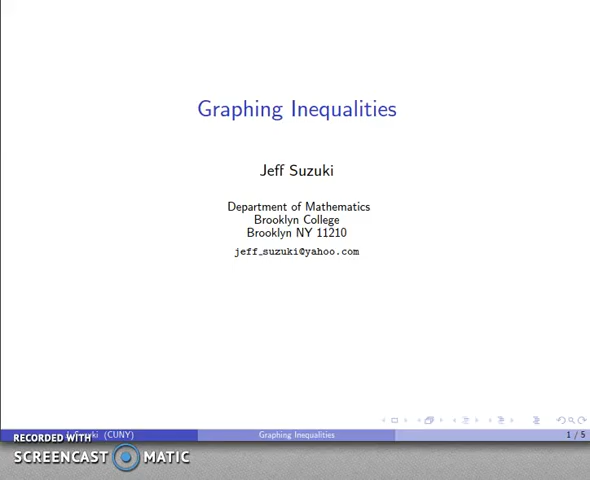 Graphing Inequalities
Jeff Suzuki
Department of Mathematics
Brooklyn College
Brooklyn NY 11210
jeff_suzuki@yahoo.com
(CUNY)
Graphing Inequalities
1 / 5
RECORDED WITH
SCREENCAST MATIC